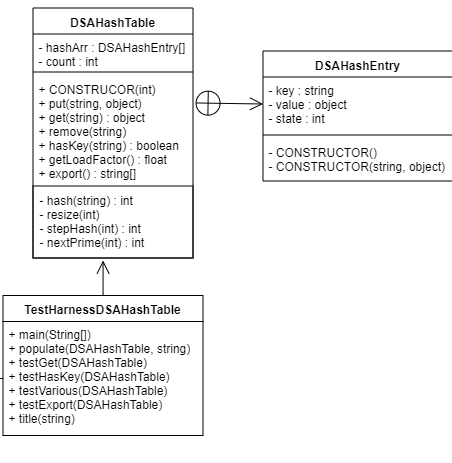 DSAHashTable
- hashArr : DSAHashEntry[]
- count : int
+ CONSTRUCOR(int)
+ put(string, object)
+ get(string) : object
+ remove(string)
+ hasKey(string) : boolean
+ getLoadFactor() : float
+ export() : string[]
- hash(string) : int
- resize(int)
- stepHash(int) : int
- nextPrime(int) : int
DSAHashEntry
- key : string
- value : object
- state : int
- CONSTRUCTOR()
- CONSTRUCTOR(string, object)
TestHarnessDSAHashTable
+ main(String[])
+ populate(DSAHashTable, string)
+ testGet(DSAHashTable)
+ testHasKey(DSAHashTable)
+ testVarious(DSAHashTable)
+ testExport(DSAHashTable)
+ title(string)